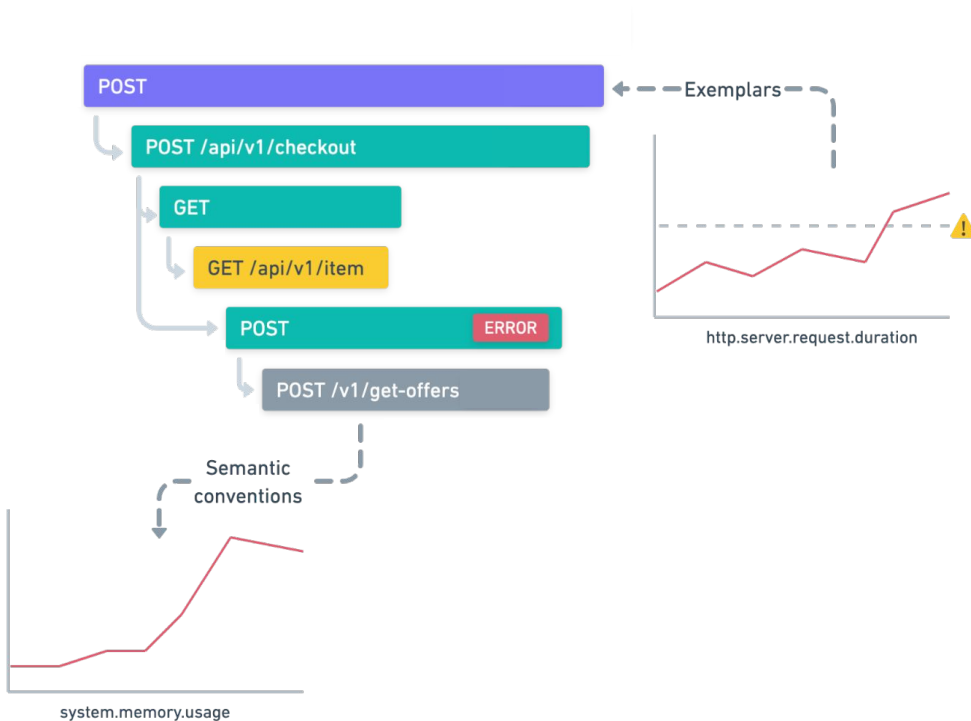 POST
Exemplars
POST /api/v1/checkout
GET
GET /api/v1/item
POST
ERROR
http.server.request.duration
POST /v1/get-offers
Semantic
conventions
system.memory.usage